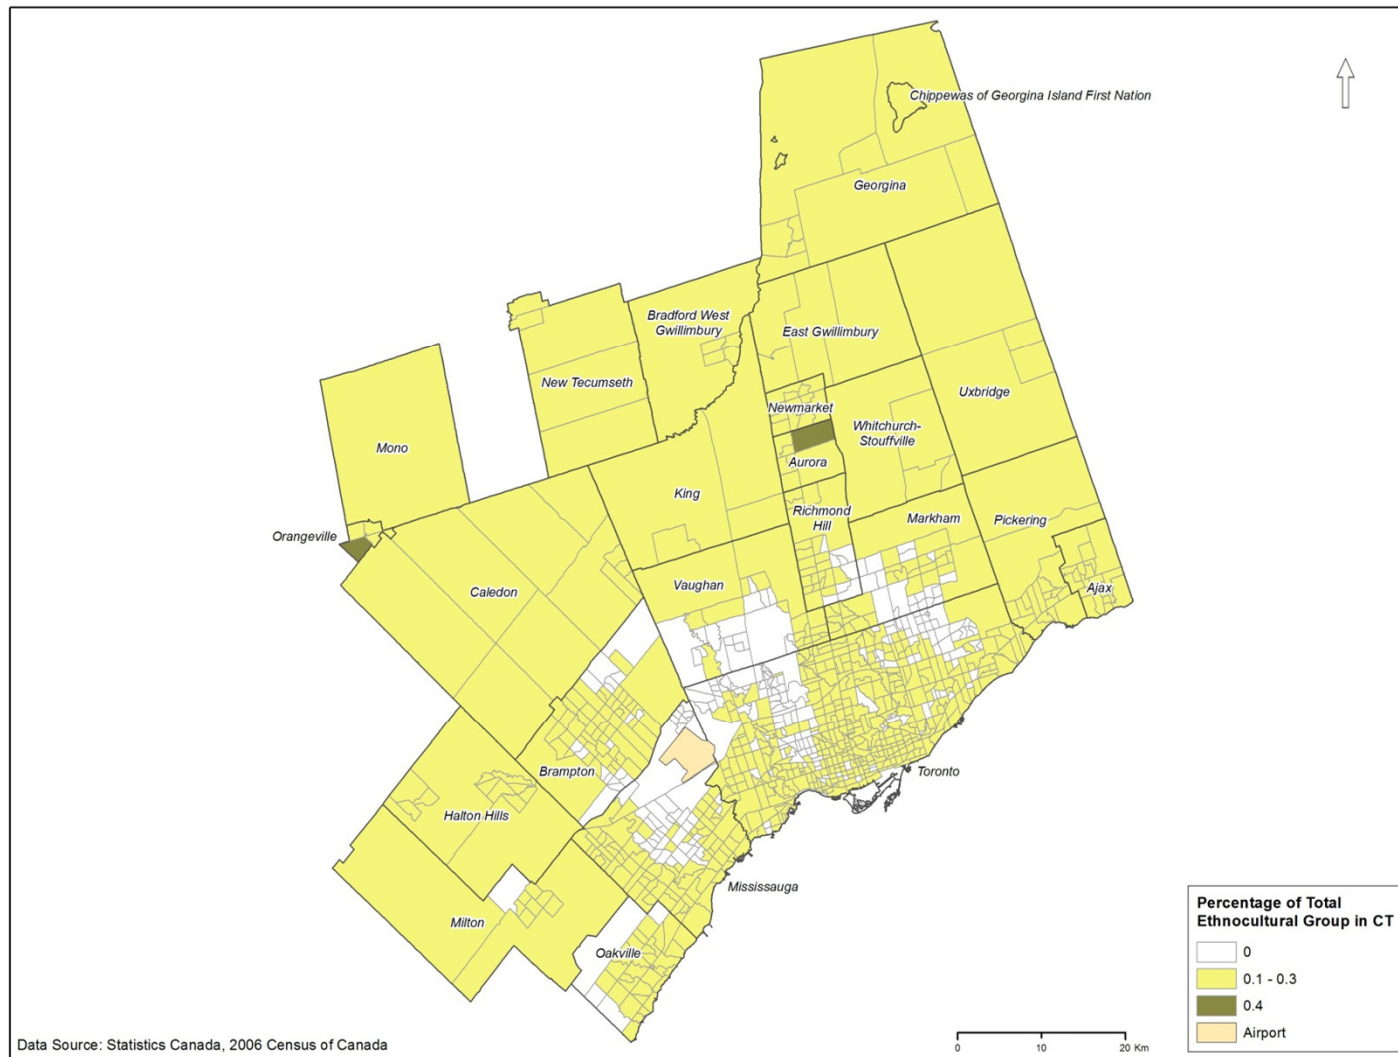 Chippewas of Georgina Island First Nation
Georgina
Bradford West
Gwillimbury
East Gwillimbury
New Tecumseth
Uxbridge
Newmarket
Whitchurch-
Stouffville
Mono
Aurora
King
Richmond
Hill
Markham
Pickering
Orangeville
Vaughan
Ajax
Caledon
Brampton
Toronto
Halton Hills
Mississauga
Milton
Oakville
Percentage of Total
Ethnocultural Group in CT
0
0.1 - 0.3
0.4
Airport
0 10 20 Km
Data Source: Statistics Canada, 2006 Census of Canada